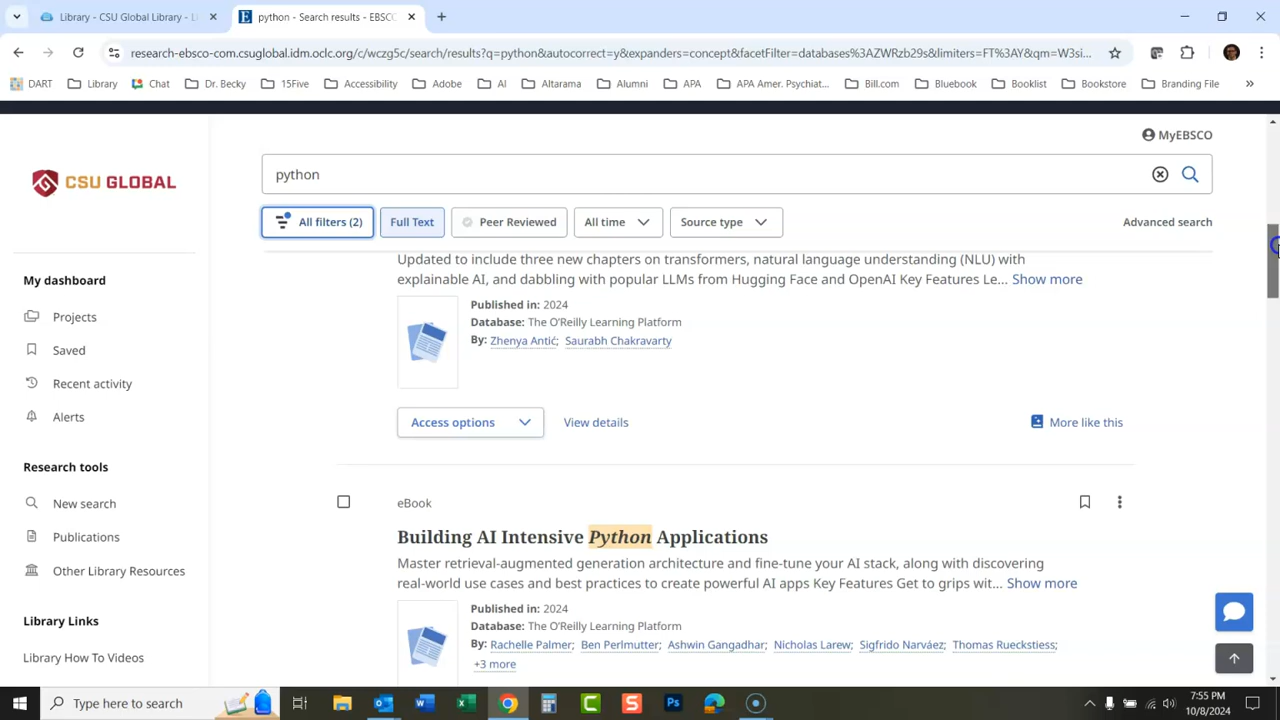 Library - CSU Global Library - L
python - Search results - EBSCO
research-ebsco-com.csuglobal.idm.oclc.org/c/wczg5c/search/results?q=python&autocorrect=y&expanders=concept&facetFilter=databases%3AZWRzb29s&limiters=FT%3AY&qm=W3si...
DART
Library
Chat
Dr. Becky
15Five
Accessibility
Adobe
AI
Altarama
Alumni
APA
APA Amer. Psychiat...
Bill.com
Bluebook
Booklist
Bookstore
Branding File
»
MyEBSCO
CSU GLOBAL
python
All filters (2)
Full Text
Peer Reviewed
All time
Source type
Advanced search
My dashboard
Projects
Saved
Recent activity
Alerts
Research tools
New search
Publications
Other Library Resources
Library Links
Library How To Videos
Updated to include three new chapters on transformers, natural language understanding (NLU) with
explainable AI, and dabbling with popular LLMs from Hugging Face and OpenAI Key Features Le... Show more
Published in: 2024
Database: The O'Reilly Learning Platform
By: Zhenya Antić; Saurabh Chakravarty
Access options
View details
More like this
eBook
Building AI Intensive Python Applications
Master retrieval-augmented generation architecture and fine-tune your AI stack, along with discovering
real-world use cases and best practices to create powerful AI apps Key Features Get to grips wit... Show more
Published in: 2024
Database: The O'Reilly Learning Platform
By: Rachelle Palmer; Ben Perlmutter; Ashwin Gangadhar; Nicholas Larew; Sigfrido Narváez; Thomas Rueckstiess;
+3 more
Type here to search
7:55 PM
10/8/2024